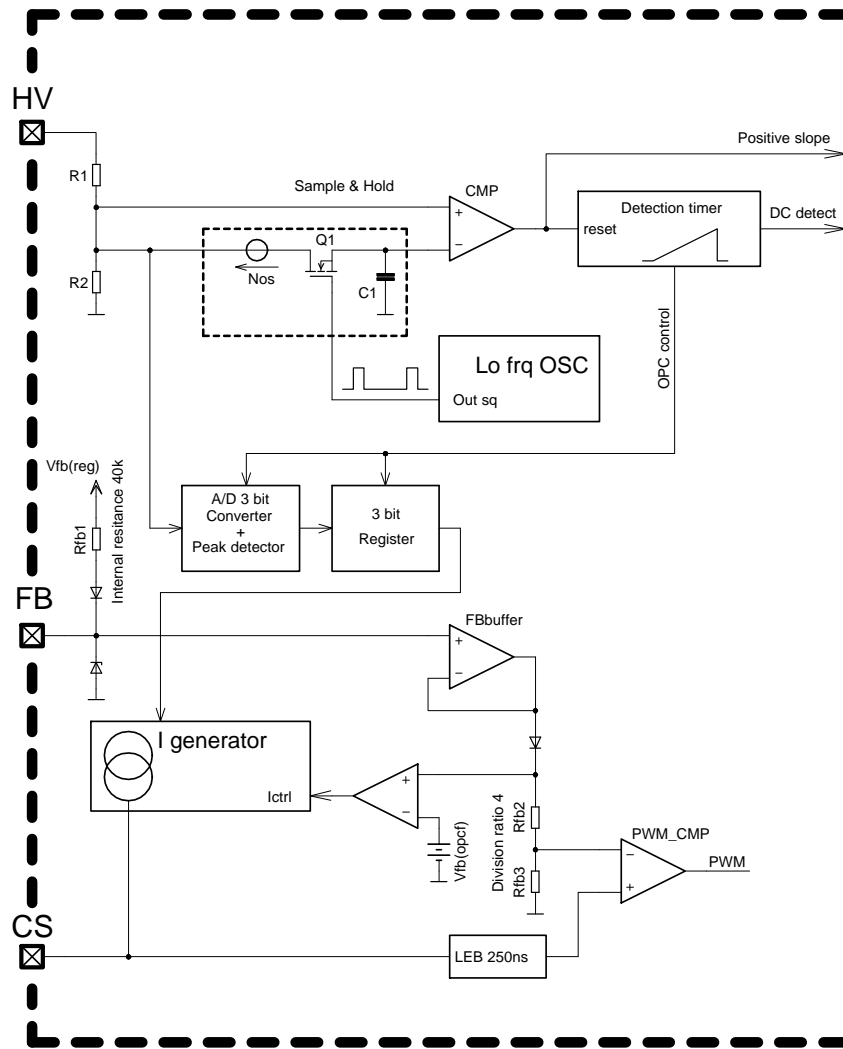 HV
Positive slope
R1
CMP
Sample & Hold
+
Detection timer
DC detect
reset
Q1
−
R2
Nos
C1
OPC control
Lo frq OSC
Out sq
Vfb(reg)
Rfb1
Internal resitance 40k
A/D 3 bit
Converter
+
Peak detector
3 bit
Register
FB
FBbuffer
+
−
I generator
Ictrl
+
−
Vfb(opcf)
Division ratio 4
Rfb2
Rfb3
PWM_CMP
−
+
PWM
CS
LEB 250ns